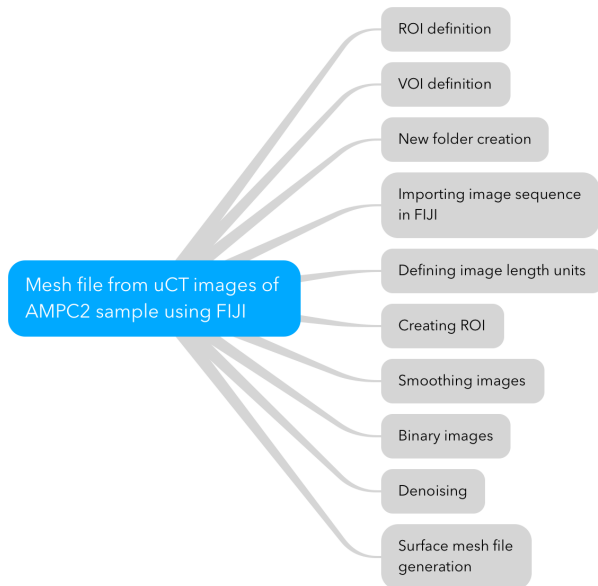 Mesh file from uCT images of
AMPC2 sample using FIJI
ROI definition
VOI definition
New folder creation
Importing image sequence
in FIJI
Defining image length units
Creating ROI
Smoothing images
Binary images
Denoising
Surface mesh file
generation